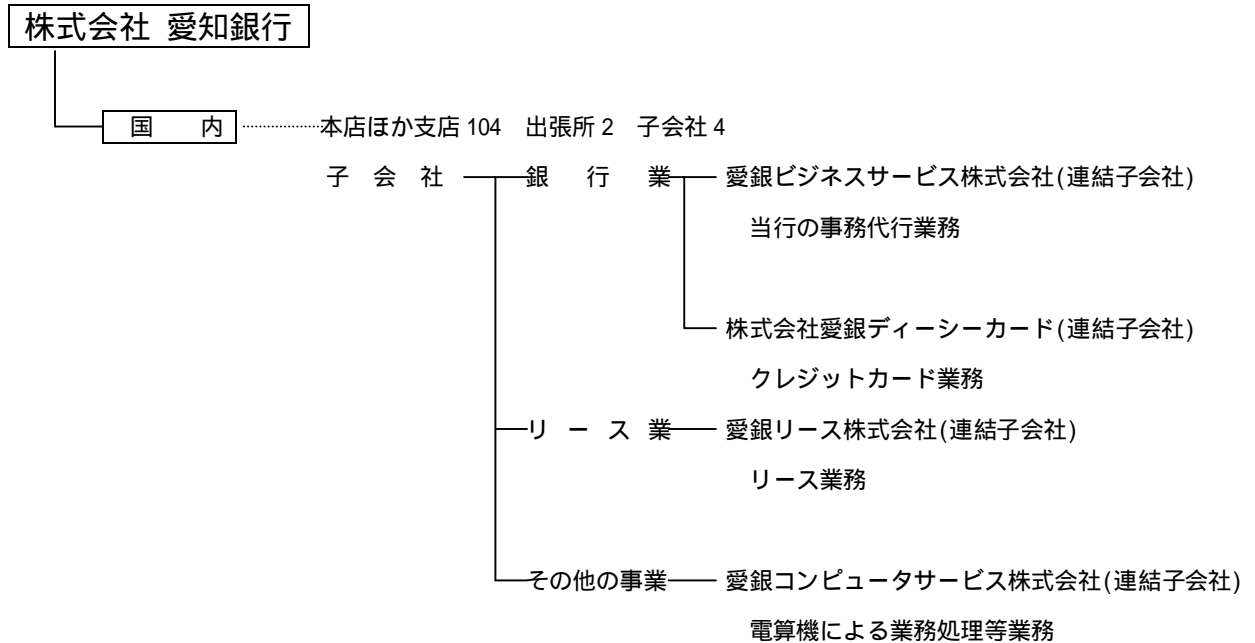 株式会社 愛知銀行
国 内 本店ほか支店104 出張所2 子会社4
子 会 社 銀 行 業 愛銀ビジネスサービス株式会社(連結子会社)
当行の事務代行業務
株式会社愛銀ディーシーカード(連結子会社)
クレジットカード業務
リ ー ス 業 愛銀リース株式会社(連結子会社)
リース業務
その他の事業 愛銀コンピュータサービス株式会社(連結子会社)
電算機による業務処理等業務